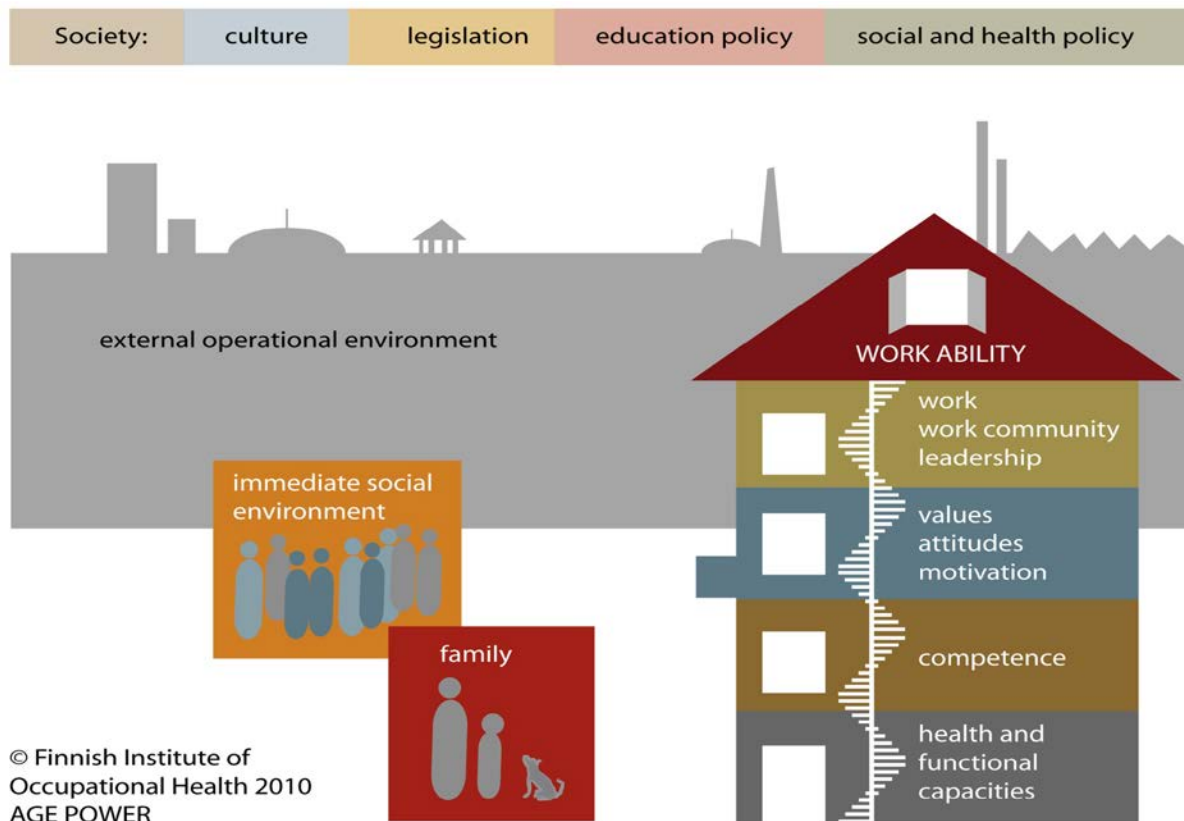 Society: culture legislation education policy social and health policy
external operational environment
WORK ABILITY
work
work community
leadership
values
attitudes
motivation
competence
health and
functional
capacities
immediate social
environment
family
© Finnish Institute of
Occupational Health 2010
AGE POWER